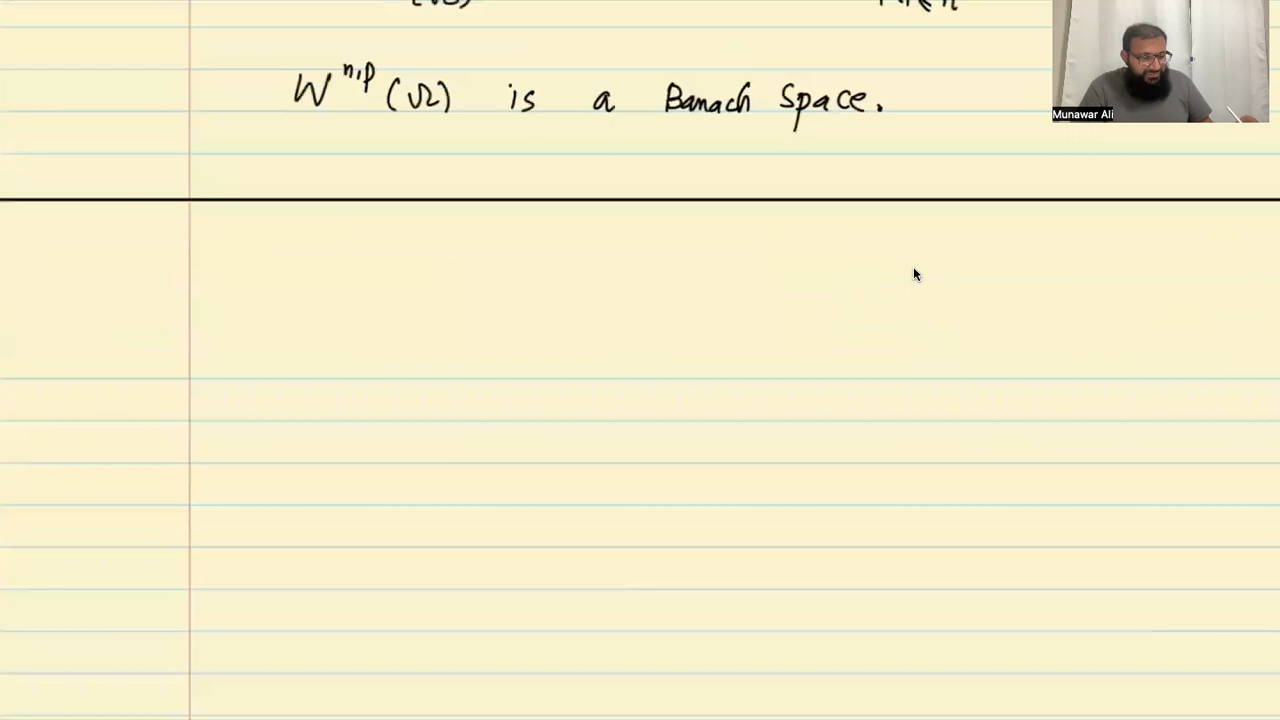 W^{n,p} (Ω) is a Banach Space.
Munawar Ali